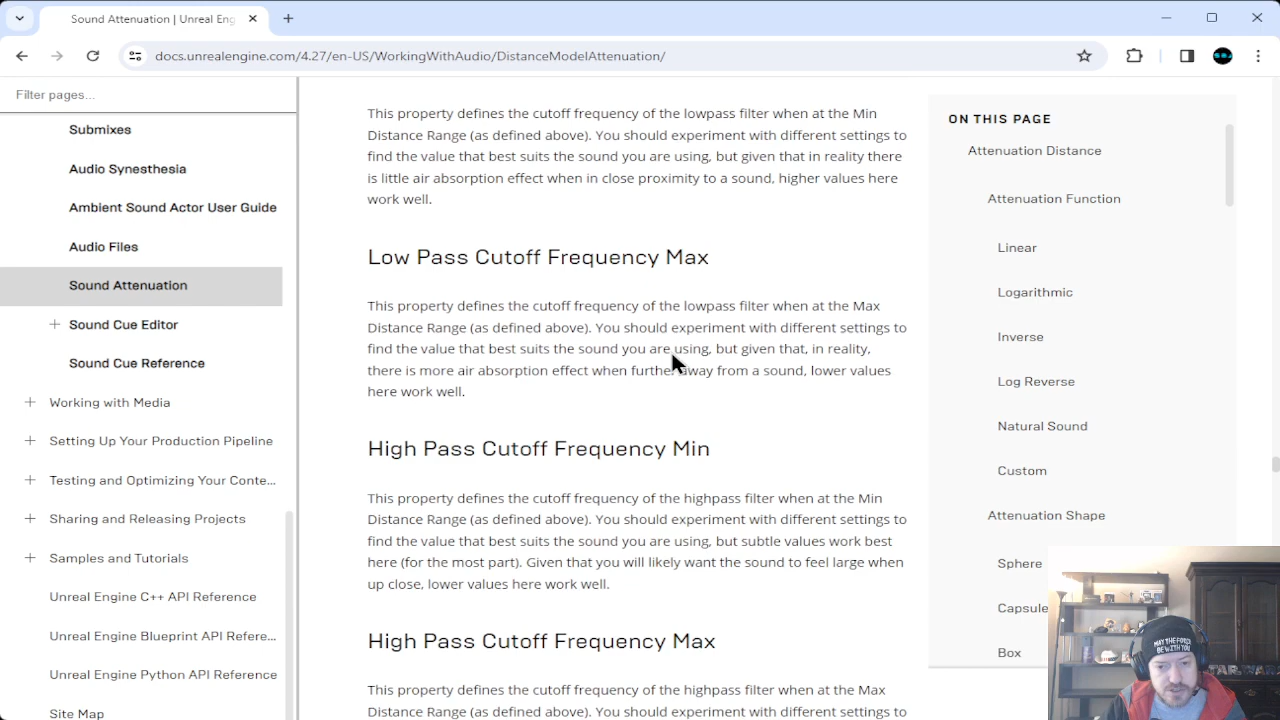 Sound Attenuation | Unreal Eng
docs.unrealengine.com/4.27/en-US/WorkingWithAudio/DistanceModelAttenuation/
Filter pages...
Submixes
Audio Synesthesia
Ambient Sound Actor User Guide
Audio Files
Sound Attenuation
Sound Cue Editor
Sound Cue Reference
Working with Media
Setting Up Your Production Pipeline
Testing and Optimizing Your Conte...
Sharing and Releasing Projects
Samples and Tutorials
Unreal Engine C++ API Reference
Unreal Engine Blueprint API Refere...
Unreal Engine Python API Reference
Site Map
This property defines the cutoff frequency of the lowpass filter when at the Min
Distance Range (as defined above). You should experiment with different settings to
find the value that best suits the sound you are using, but given that in reality there
is little air absorption effect when in close proximity to a sound, higher values here
work well.
Low Pass Cutoff Frequency Max
This property defines the cutoff frequency of the lowpass filter when at the Max
Distance Range (as defined above). You should experiment with different settings to
find the value that best suits the sound you are using, but given that, in reality,
there is more air absorption effect when further away from a sound, lower values
here work well.
High Pass Cutoff Frequency Min
This property defines the cutoff frequency of the highpass filter when at the Min
Distance Range (as defined above). You should experiment with different settings to
find the value that best suits the sound you are using, but subtle values work best
here (for the most part). Given that you will likely want the sound to feel large when
up close, lower values here work well.
High Pass Cutoff Frequency Max
This property defines the cutoff frequency of the highpass filter when at the Max
Distance Range (as defined above). You should experiment with different settings to
ON THIS PAGE
Attenuation Distance
Attenuation Function
Linear
Logarithmic
Inverse
Log Reverse
Natural Sound
Custom
Attenuation Shape
Sphere
Capsule
Box
MAY THE FORCE
BE WITH YOU
STAR WARS